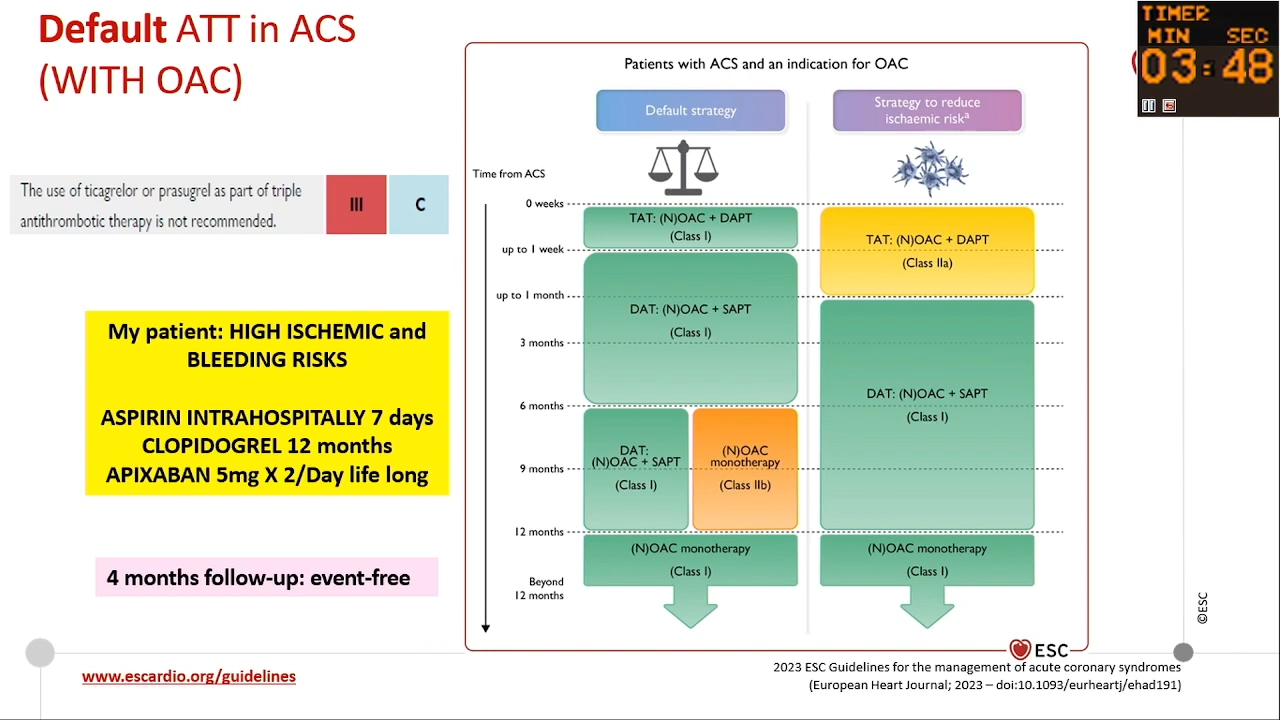 Default ATT in ACS
(WITH OAC)
TIMER
MIN SEC
03:48
The use of ticagrelor or prasugrel as part of triple
antithrombotic therapy is not recommended.
III
C
My patient: HIGH ISCHEMIC and
BLEEDING RISKS
ASPIRIN INTRAHOSPITALLY 7 days
CLOPIDOGREL 12 months
APIXABAN 5mg X 2/Day life long
4 months follow-up: event-free
Patients with ACS and an indication for OAC
Default strategy
Strategy to reduce
ischaemic riskª
Time from ACS
0 weeks
TAT: (N)OAC + DAPT
(Class I)
TAT: (N)OAC + DAPT
(Class IIa)
up to 1 week
up to 1 month
DAT: (N)OAC + SAPT
(Class I)
3 months
DAT: (N)OAC + SAPT
(Class I)
6 months
DAT:
(N)OAC + SAPT
(Class I)
(N)OAC
monotherapy
(Class IIb)
9 months
12 months
(N)OAC monotherapy
(Class I)
(N)OAC monotherapy
(Class I)
Beyond
12 months
©ESC
ESC
www.escardio.org/guidelines
2023 ESC Guidelines for the management of acute coronary syndromes
(European Heart Journal; 2023 – doi:10.1093/eurheartj/ehad191)